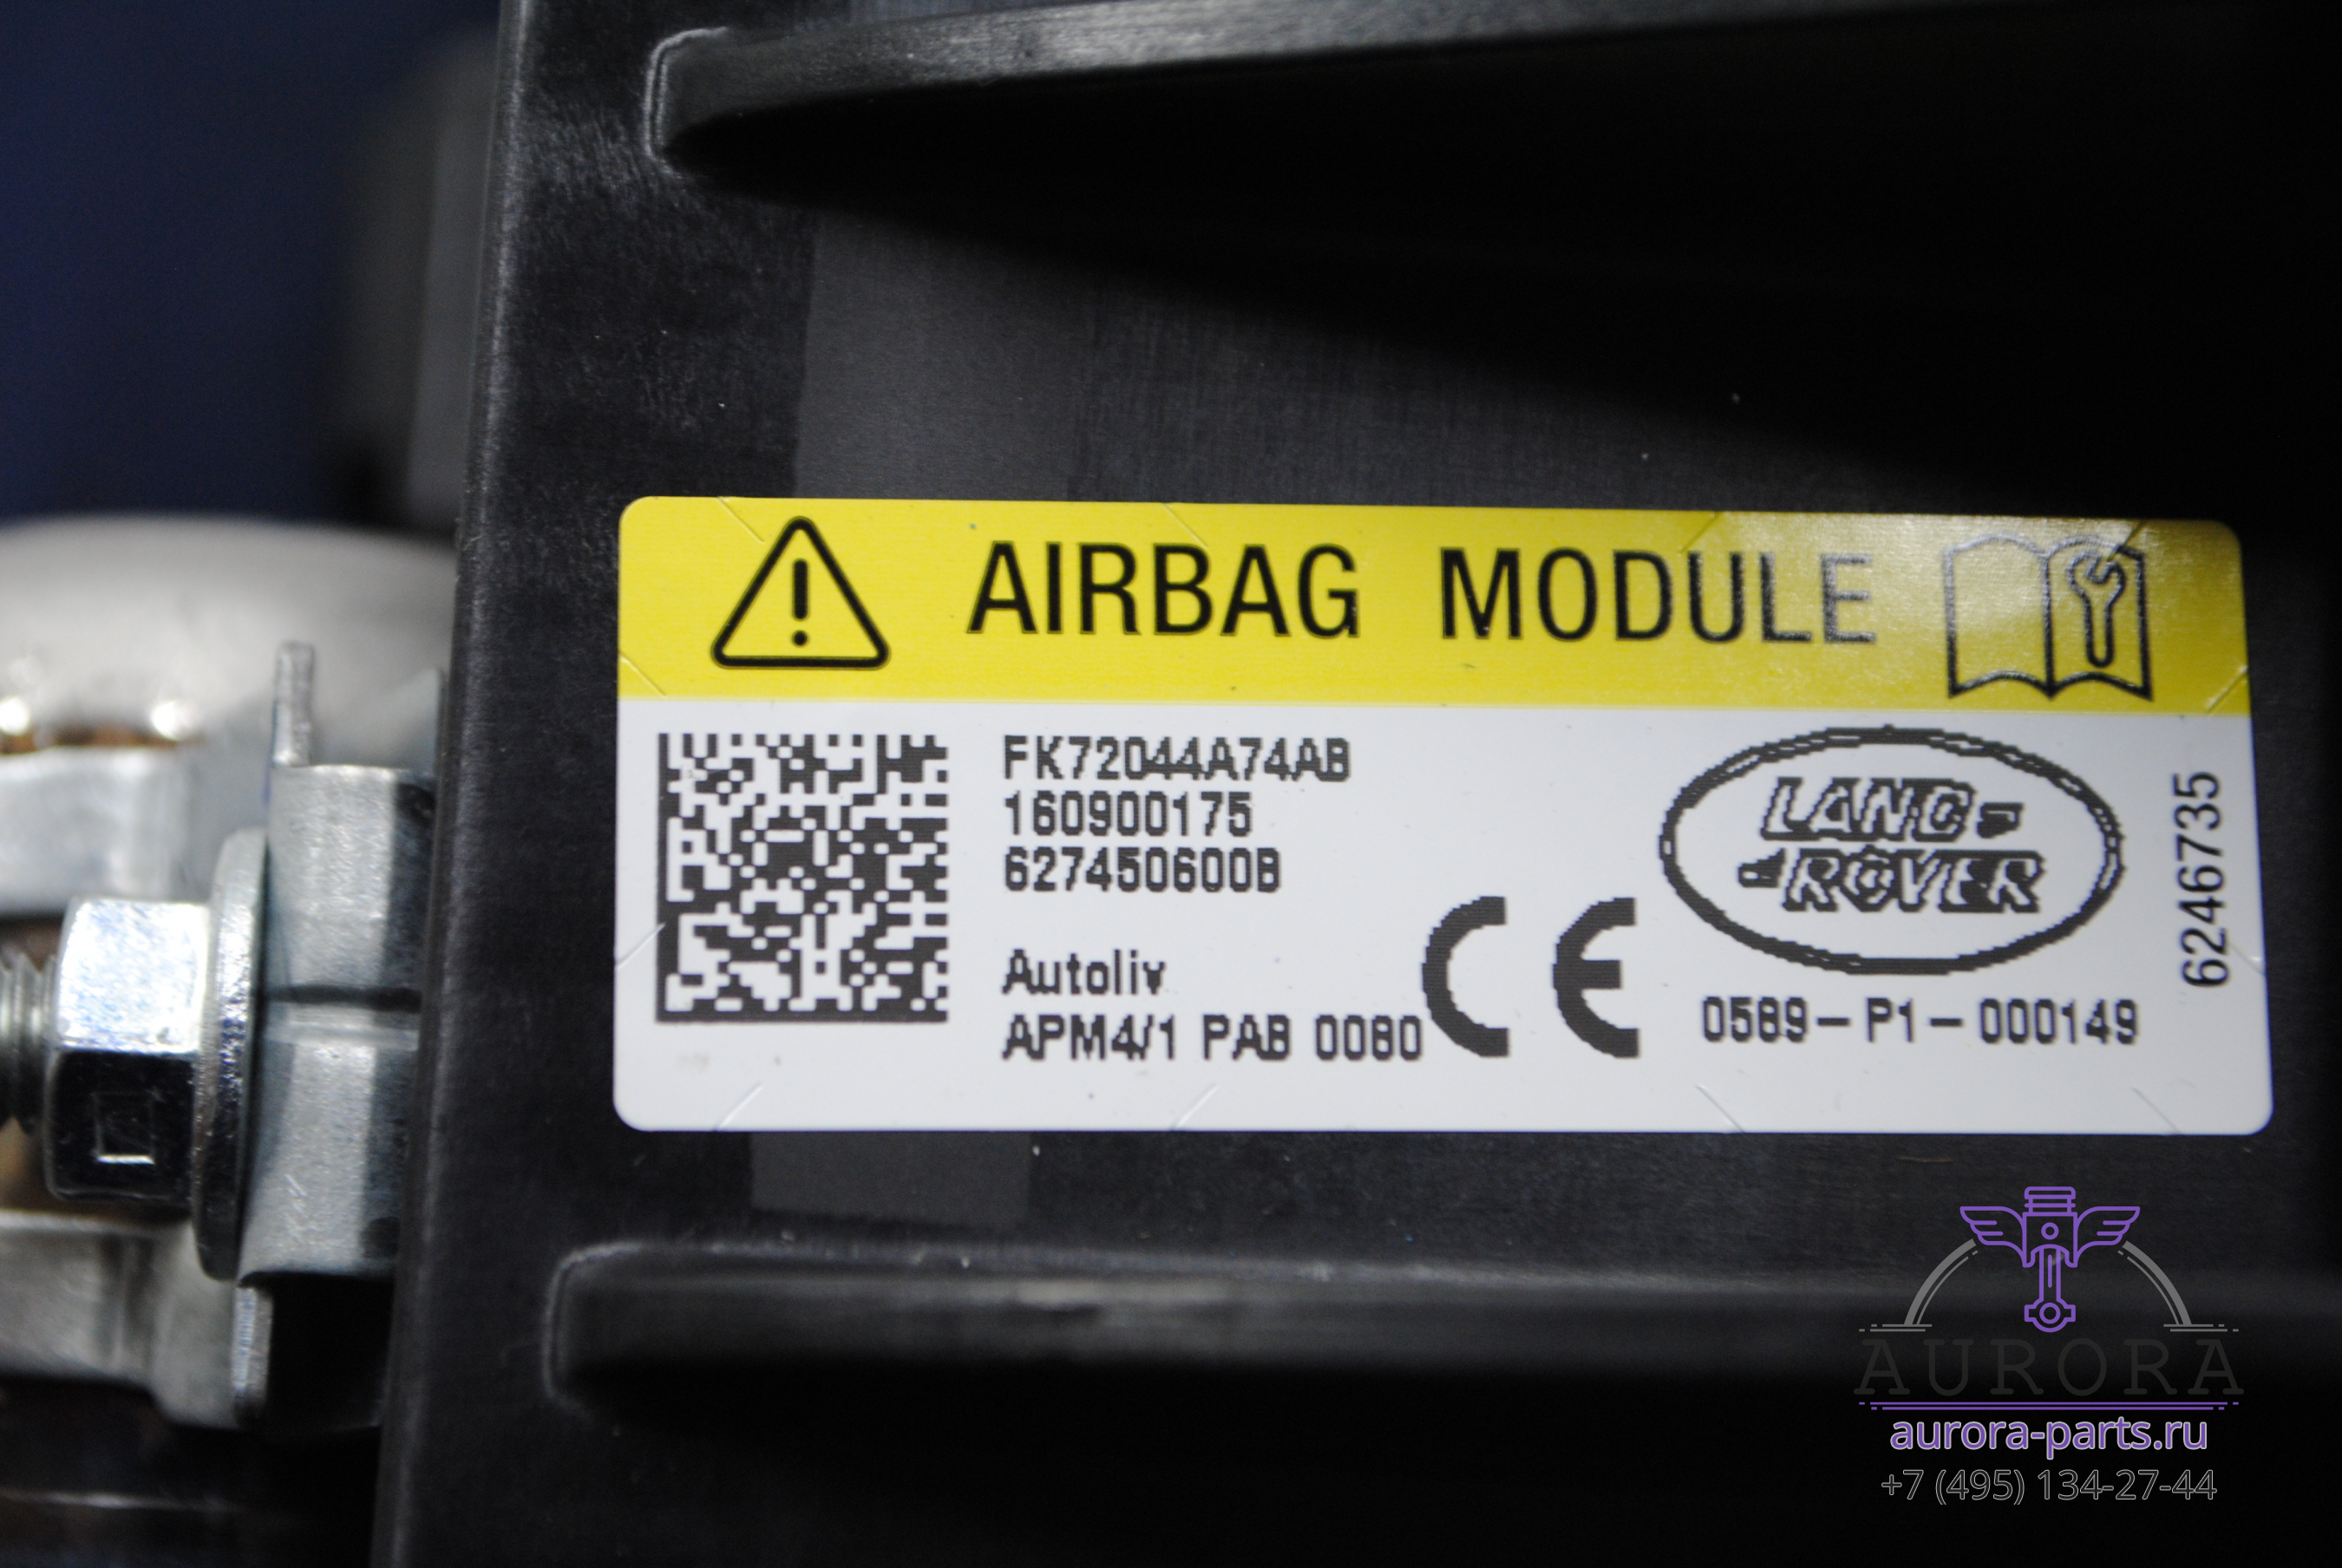 AIRBAG MODULE
FK72044A74AB
160900175
627450600B
Autoliv
APM4/1 PAB 0080
CE
LAND-
-ROVER
0589-P1-000149
6246735
AURORA
aurora-parts.ru
+7 (495) 134-27-44